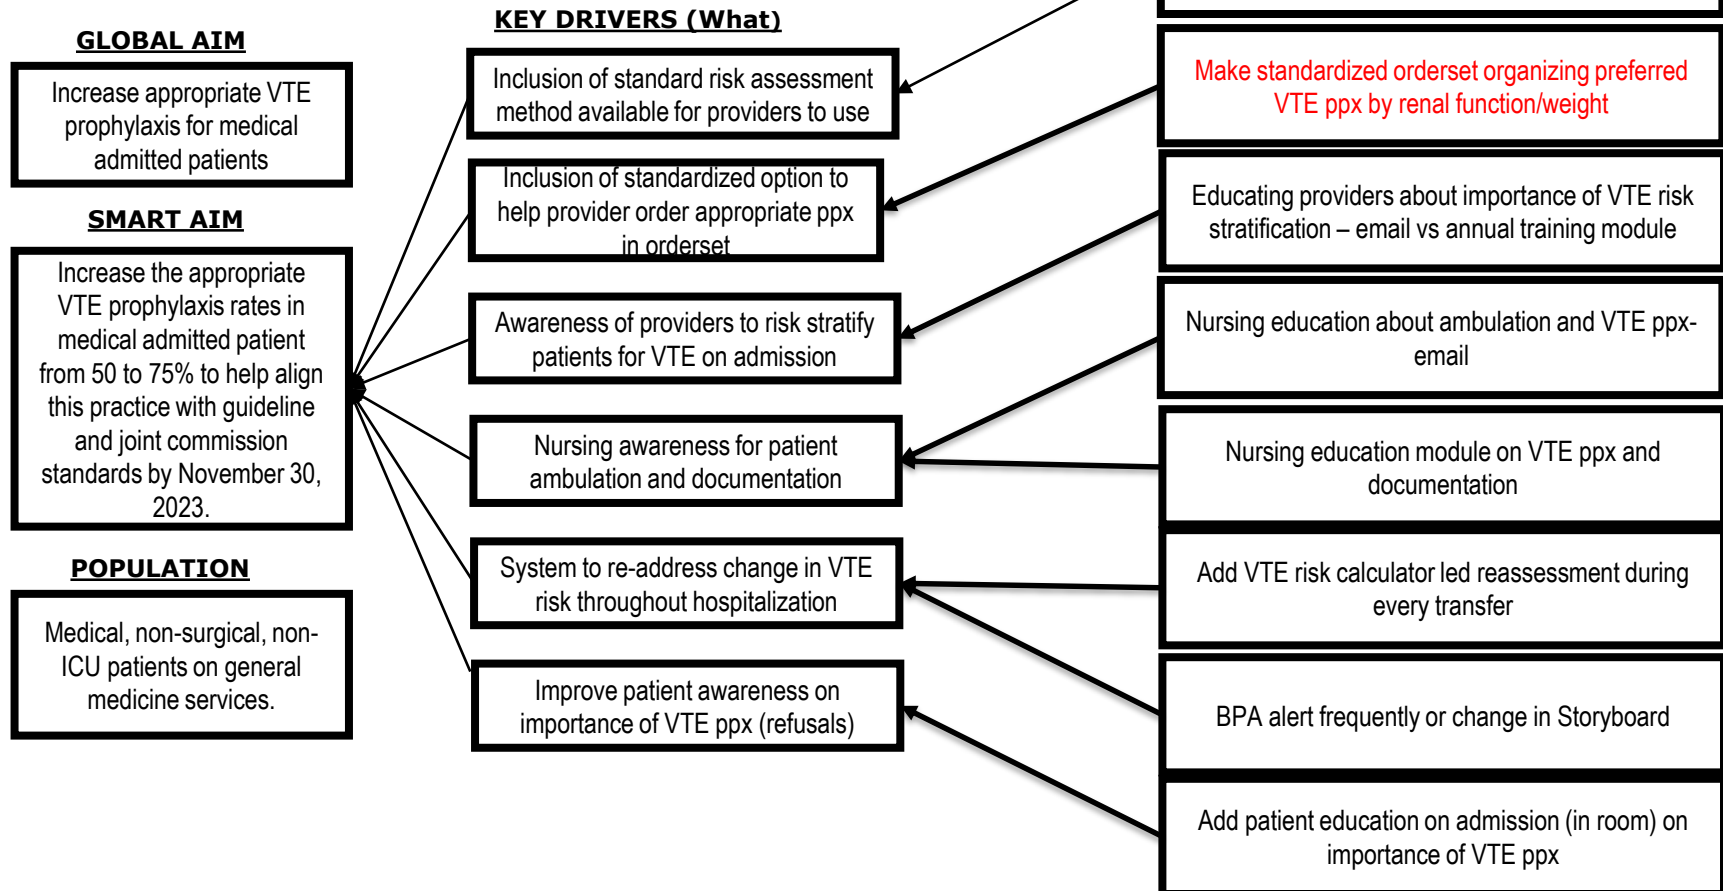 GLOBAL AIM
Increase appropriate VTE
prophylaxis for medical
admitted patients
SMART AIM
Increase the appropriate
VTE prophylaxis rates in
medical admitted patient
from 50 to 75% to help align
this practice with guideline
and joint commission
standards by November 30,
2023.
POPULATION
Medical, non-surgical, non-
ICU patients on general
medicine services.
KEY DRIVERS (What)
Inclusion of standard risk assessment
method available for providers to use
Inclusion of standardized option to
help provider order appropriate ppx
in orderset
Awareness of providers to risk stratify
patients for VTE on admission
Nursing awareness for patient
ambulation and documentation
System to re-address change in VTE
risk throughout hospitalization
Improve patient awareness on
importance of VTE ppx (refusals)
Make standardized orderset organizing preferred
VTE ppx by renal function/weight
Educating providers about importance of VTE risk
stratification – email vs annual training module
Nursing education about ambulation and VTE ppx-
email
Nursing education module on VTE ppx and
documentation
Add VTE risk calculator led reassessment during
every transfer
BPA alert frequently or change in Storyboard
Add patient education on admission (in room) on
importance of VTE ppx